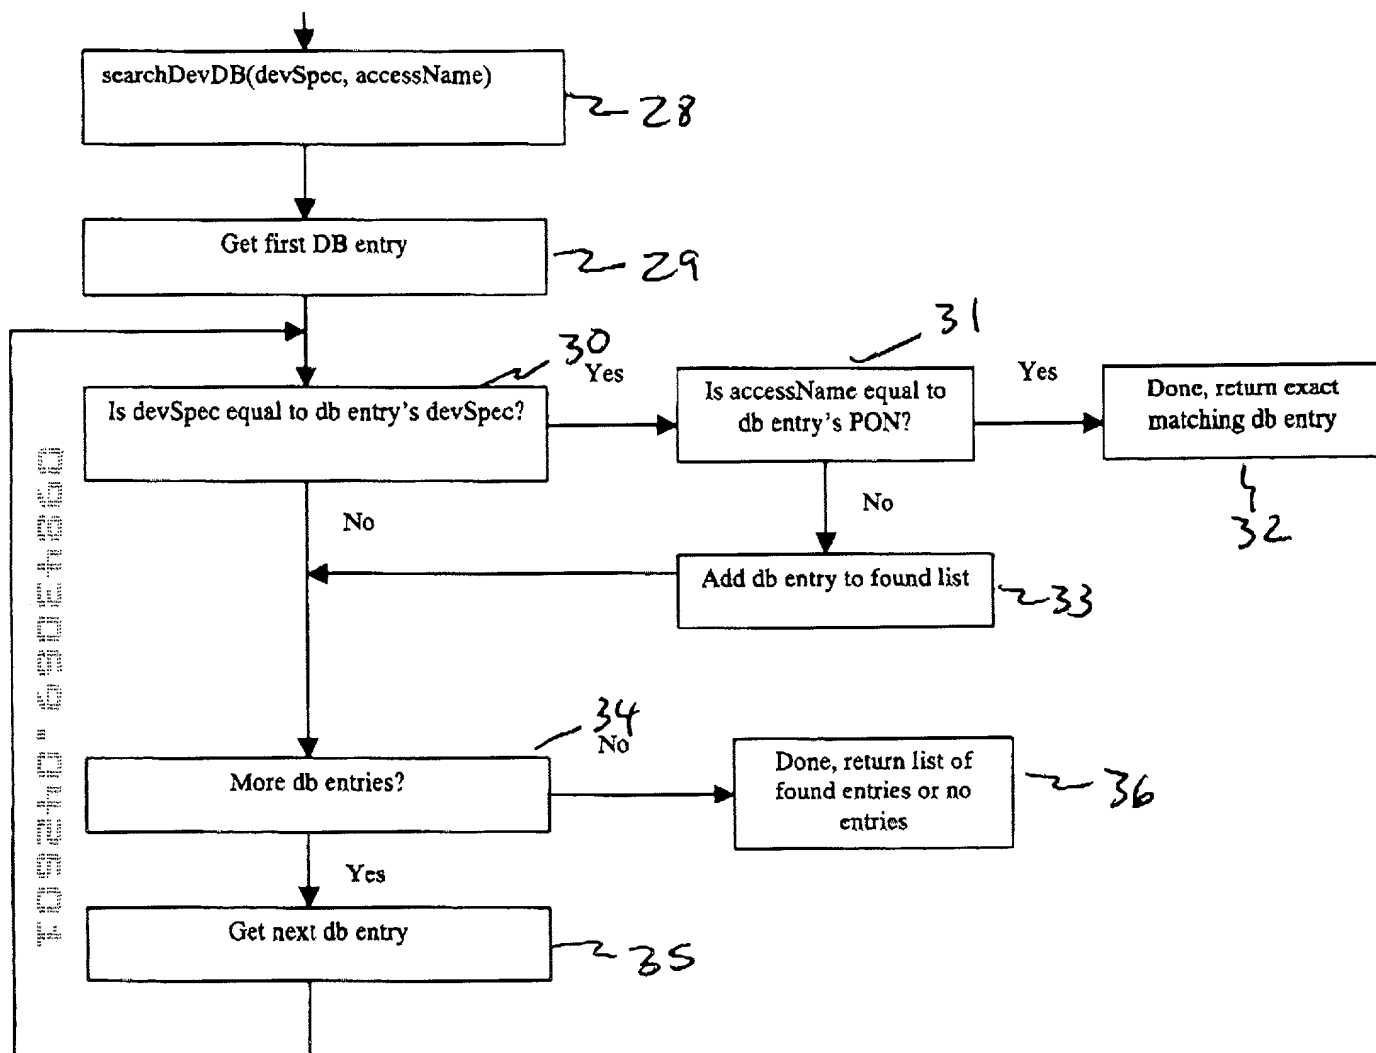 searchDevDB(devSpec, accessName)
28
Get first DB entry
29
30
31
Yes
Yes
Is devSpec equal to db entry's devSpec?
Is accessName equal to
db entry's PON?
Done, return exact
matching db entry
32
No
No
Add db entry to found list
33
34
No
More db entries?
Done, return list of
found entries or no
entries
36
Yes
Get next db entry
35
09843069.042601